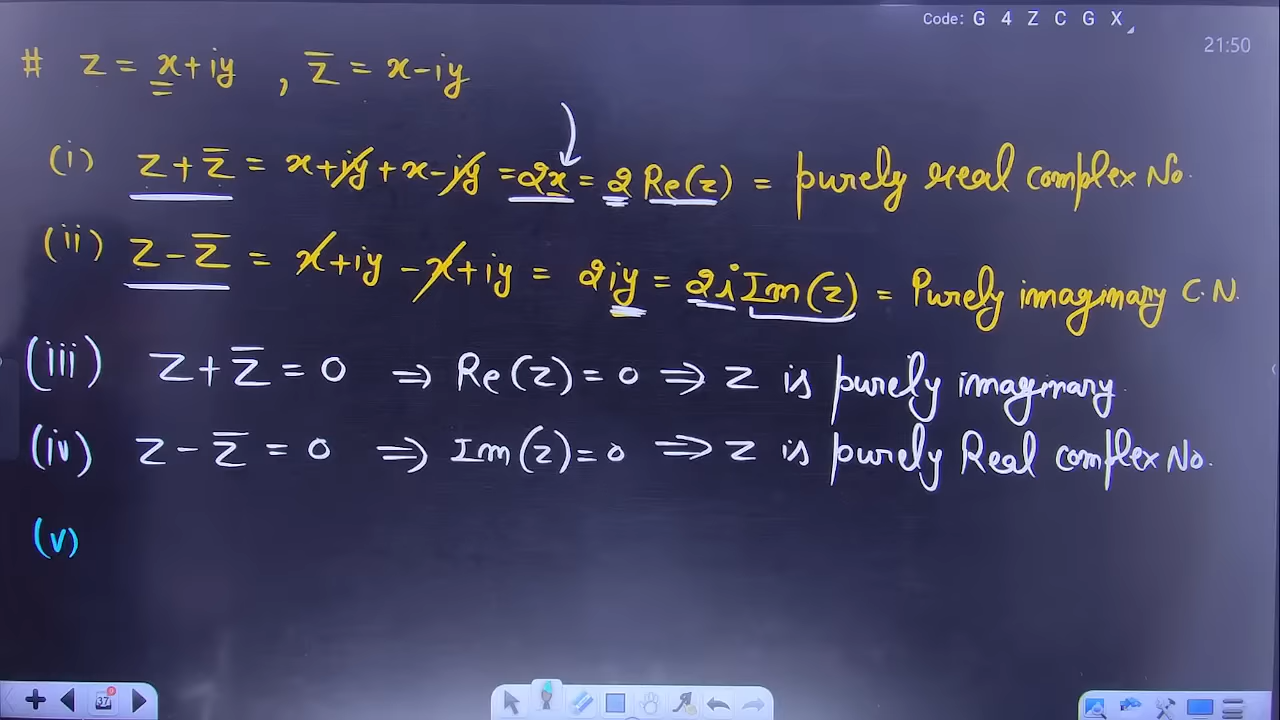 Code: G 4 Z C G X
21:50
# z = x+iy , z̅ = x-iy
(i) z+z̅ = x+iy+x-iy = 2x = 2 Re(z) = purely real complex No.
(ii) z-z̅ = x+iy-x+iy = 2iy = 2i Im(z) = Purely imaginary C.N.
(iii) z+z̅ = 0 ⇒ Re(z) = 0 ⇒ z is purely imaginary.
(iv) z-z̅ = 0 ⇒ Im(z) = 0 ⇒ z is purely Real complex No.
(v)
37